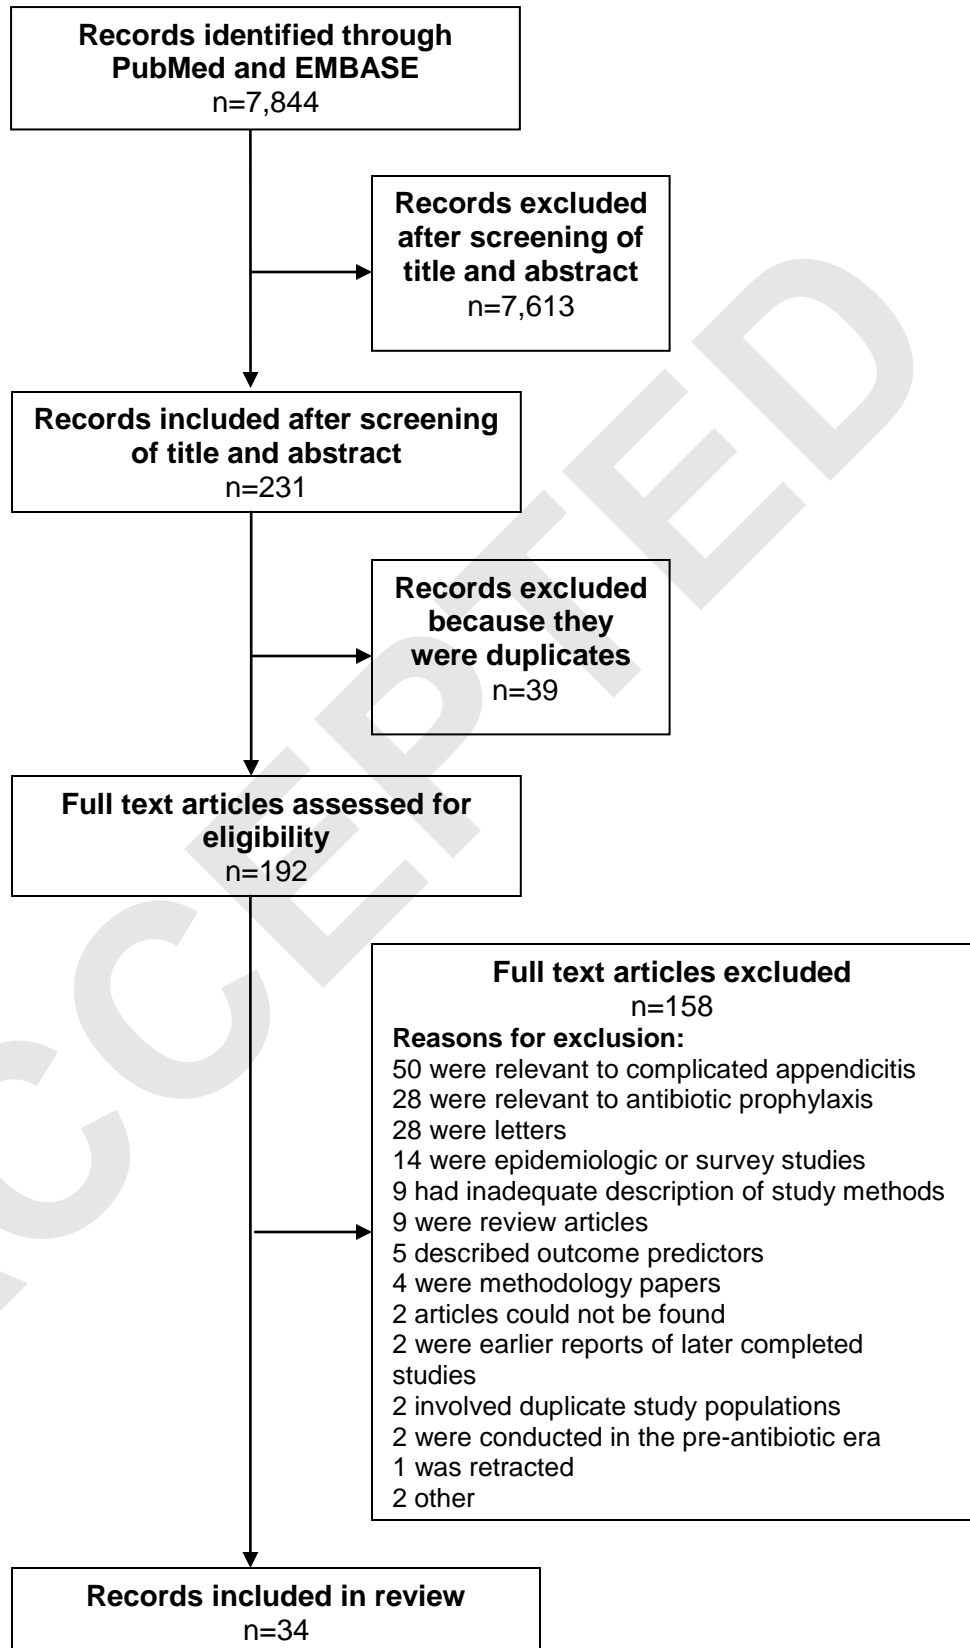 Records identified through
PubMed and EMBASE
n=7,844
Records excluded
after screening of
title and abstract
n=7,613
Records included after screening
of title and abstract
n=231
Records excluded
because they
were duplicates
n=39
Full text articles assessed for
eligibility
n=192
Full text articles excluded
n=158
Reasons for exclusion:
50 were relevant to complicated appendicitis
28 were relevant to antibiotic prophylaxis
28 were letters
14 were epidemiologic or survey studies
9 had inadequate description of study methods
9 were review articles
5 described outcome predictors
4 were methodology papers
2 articles could not be found
2 were earlier reports of later completed
studies
2 involved duplicate study populations
2 were conducted in the pre-antibiotic era
1 was retracted
2 other
Records included in review
n=34
ACCEPTED